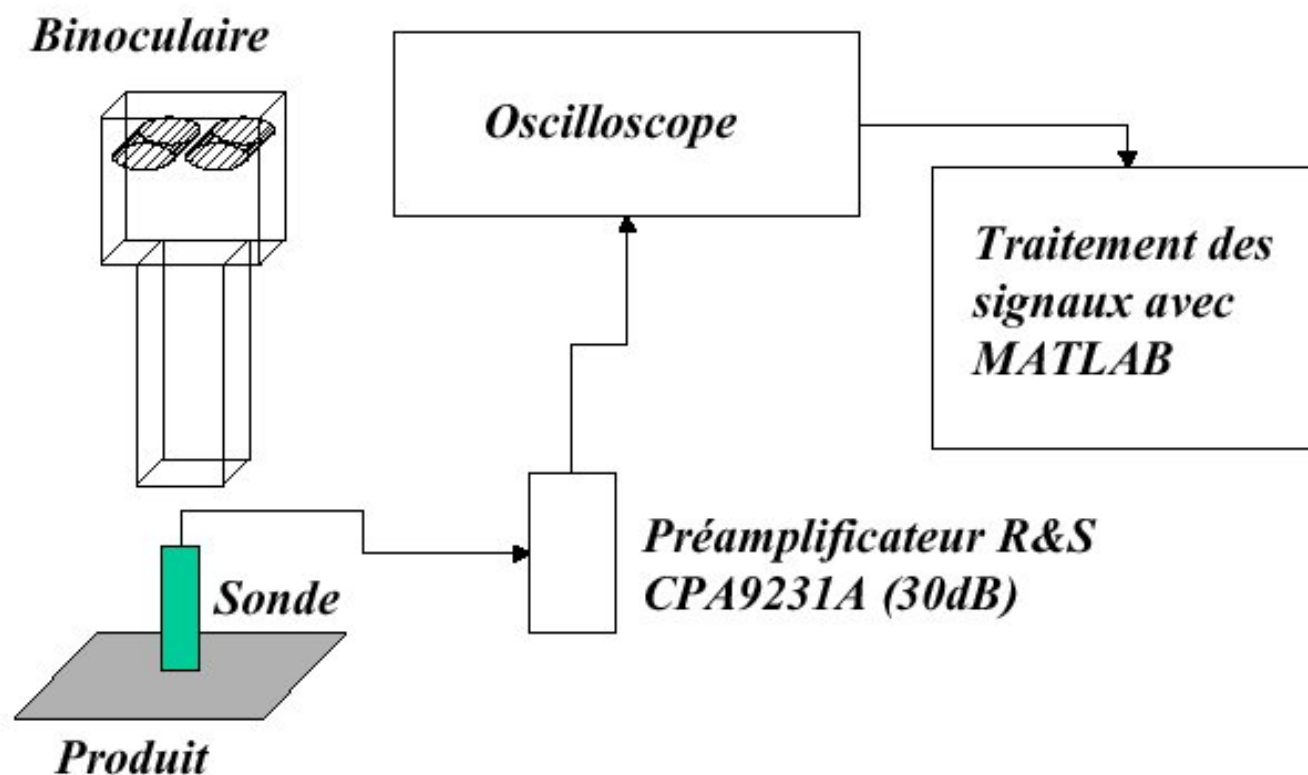 Binoculaire
Oscilloscope
Traitement des
signaux avec
MATLAB
Préamplificateur R&S
CPA9231A (30dB)
Sonde
Produit